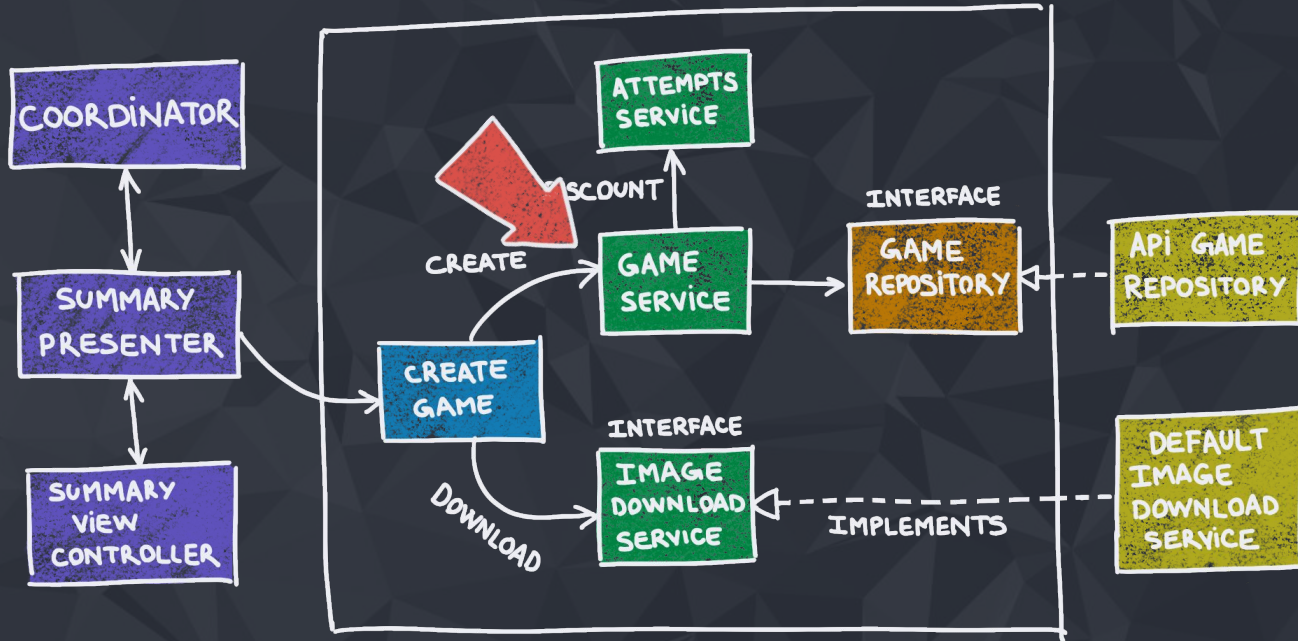 COORDINATOR
SUMMARY
PRESENTER
SUMMARY
VIEW
CONTROLLER
ATTEMPTS
SERVICE
SCOUNT
CREATE
GAME
SERVICE
INTERFACE
GAME
REPOSITORY
API GAME
REPOSITORY
CREATE
GAME
DOWNLOAD
INTERFACE
IMAGE
DOWNLOAD
SERVICE
IMPLEMENTS
DEFAULT
IMAGE
DOWNLOAD
SERVICE